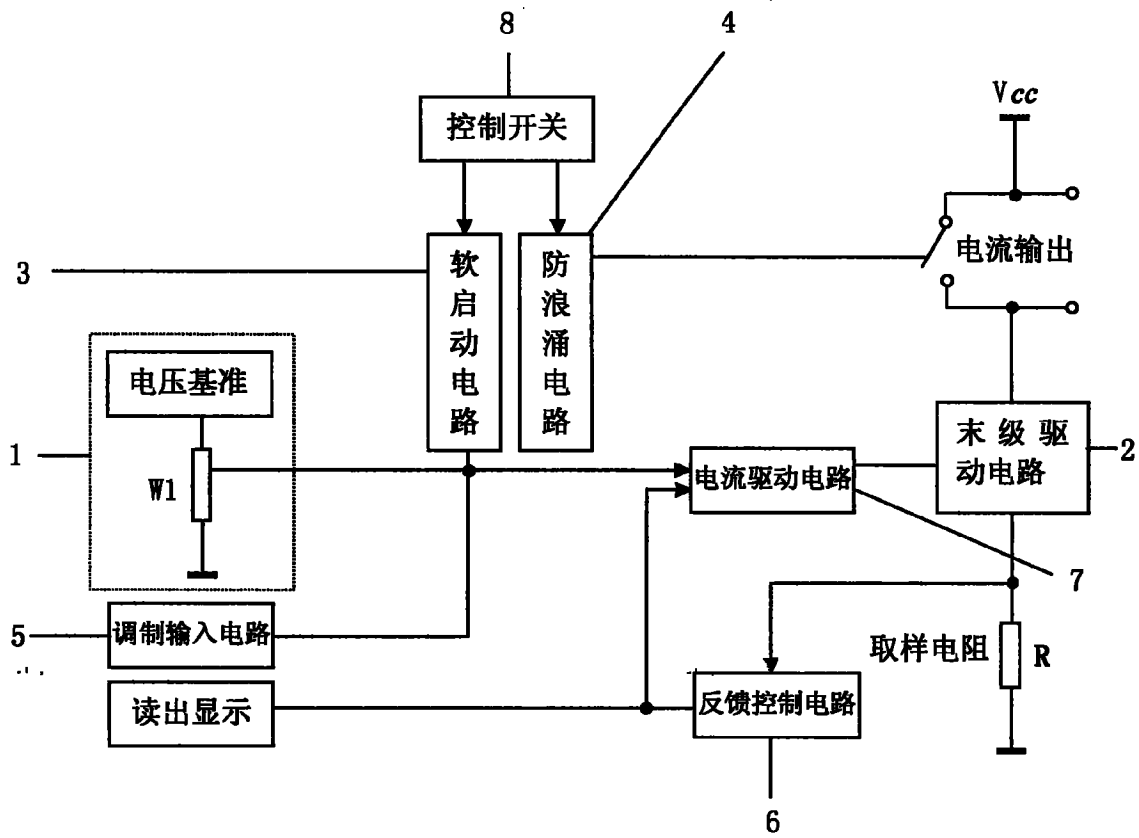 8
4
控制开关
Vcc
3
软启动电路
防浪涌电路
电流输出
电压基准
1
W1
电流驱动电路
末级驱
动电路
2
7
5
调制输入电路
取样电阻
R
读出显示
反馈控制电路
6